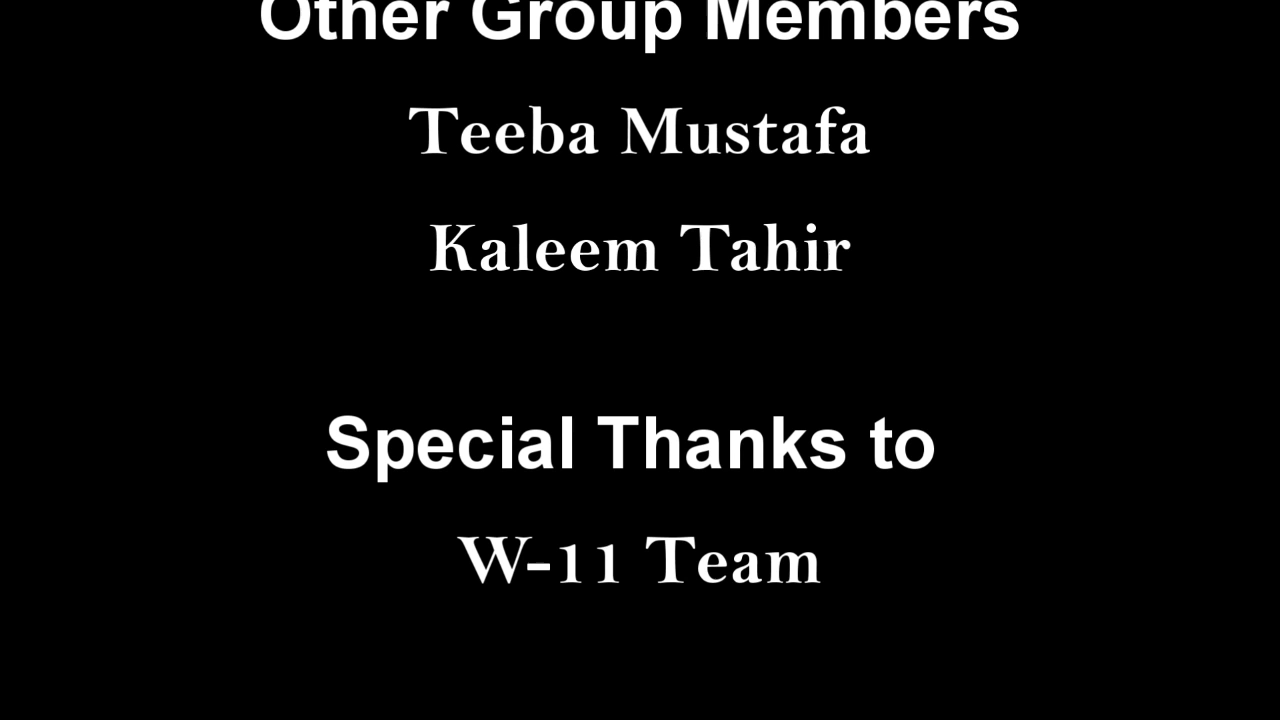 Other Group Members
Teeba Mustafa
Kaleem Tahir
Special Thanks to
W-11 Team